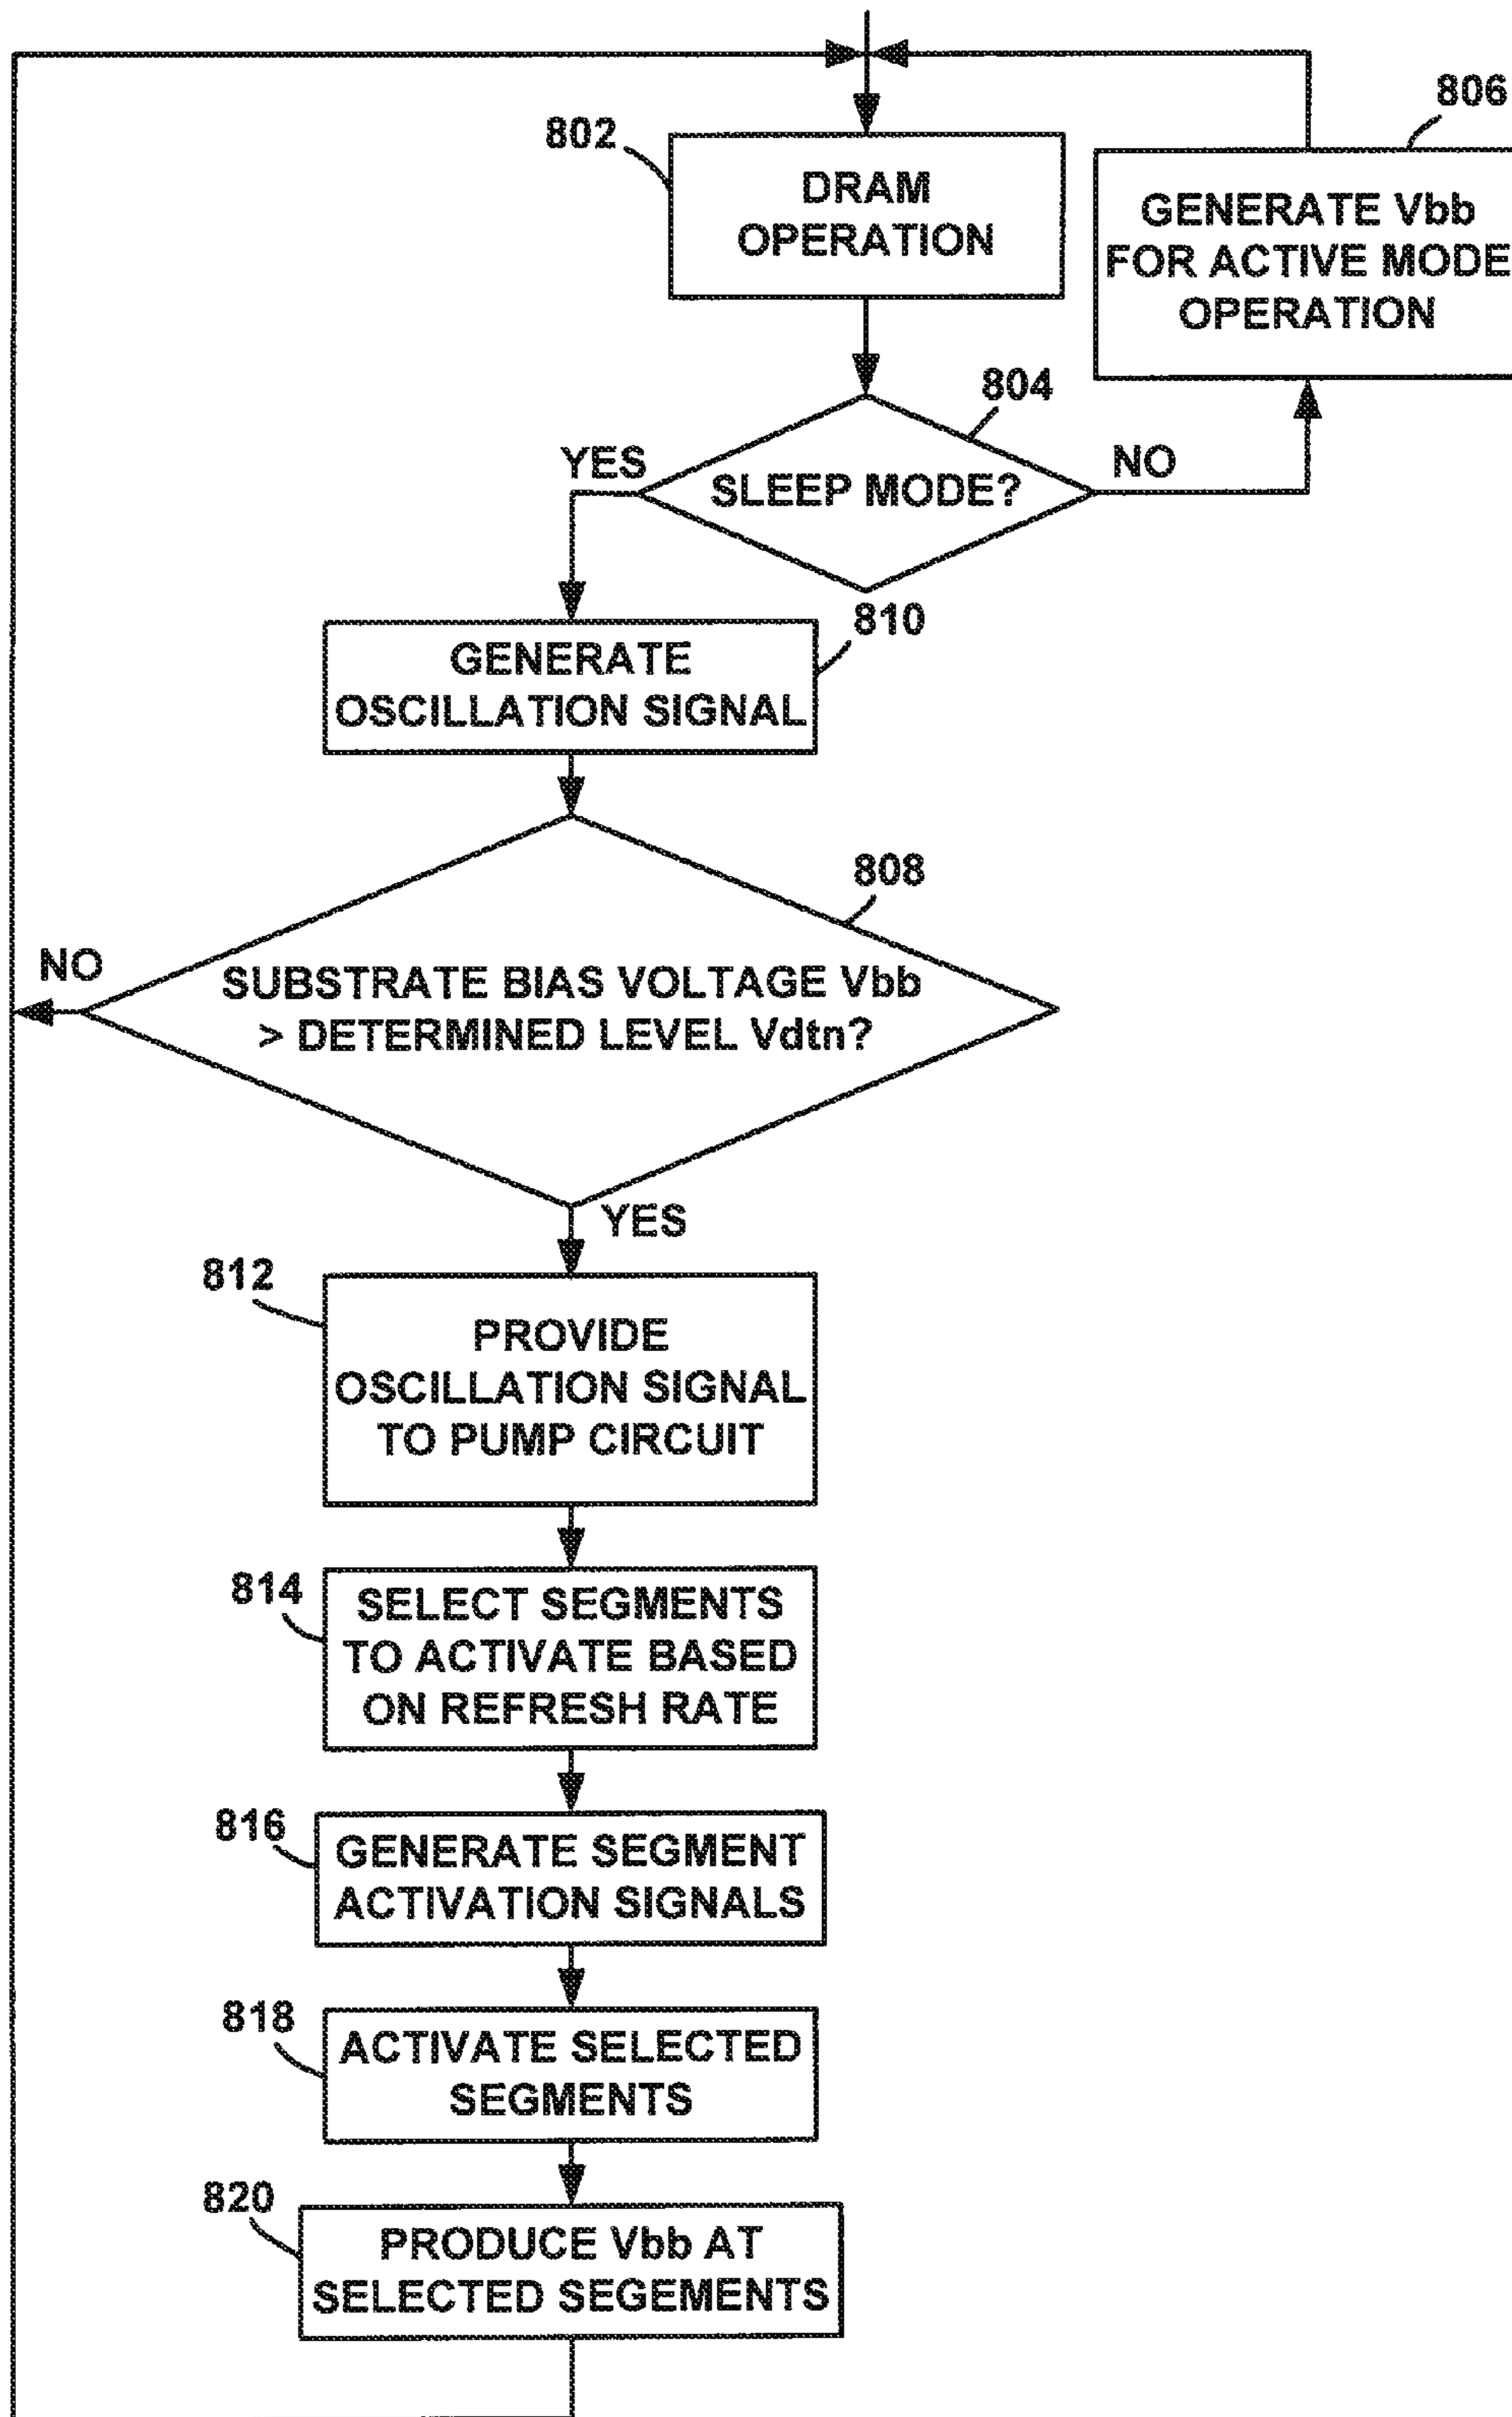 806
802
DRAM
OPERATION
GENERATE Vbb
FOR ACTIVE MODE
OPERATION
804
YES
SLEEP MODE?
NO
810
GENERATE
OSCILLATION SIGNAL
808
NO
SUBSTRATE BIAS VOLTAGE Vbb
> DETERMINED LEVEL Vdtn?
YES
812
PROVIDE
OSCILLATION SIGNAL
TO PUMP CIRCUIT
814
SELECT SEGMENTS
TO ACTIVATE BASED
ON REFRESH RATE
816
GENERATE SEGMENT
ACTIVATION SIGNALS
818
ACTIVATE SELECTED
SEGMENTS
820
PRODUCE Vbb AT
SELECTED SEGEMENTS